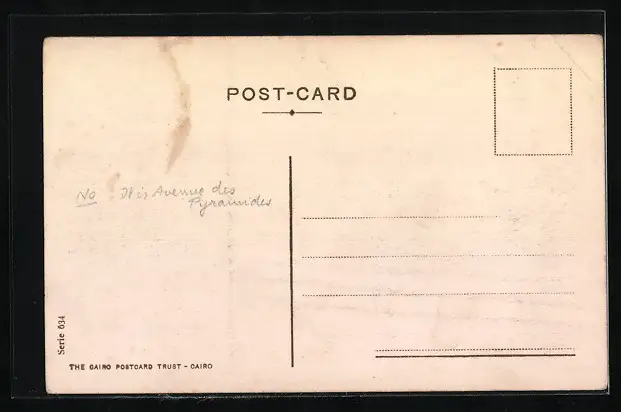 POST-CARD
No It is Avenue des
Pyramides
Serie 634
THE CAIRO POSTCARD TRUST - CAIRO